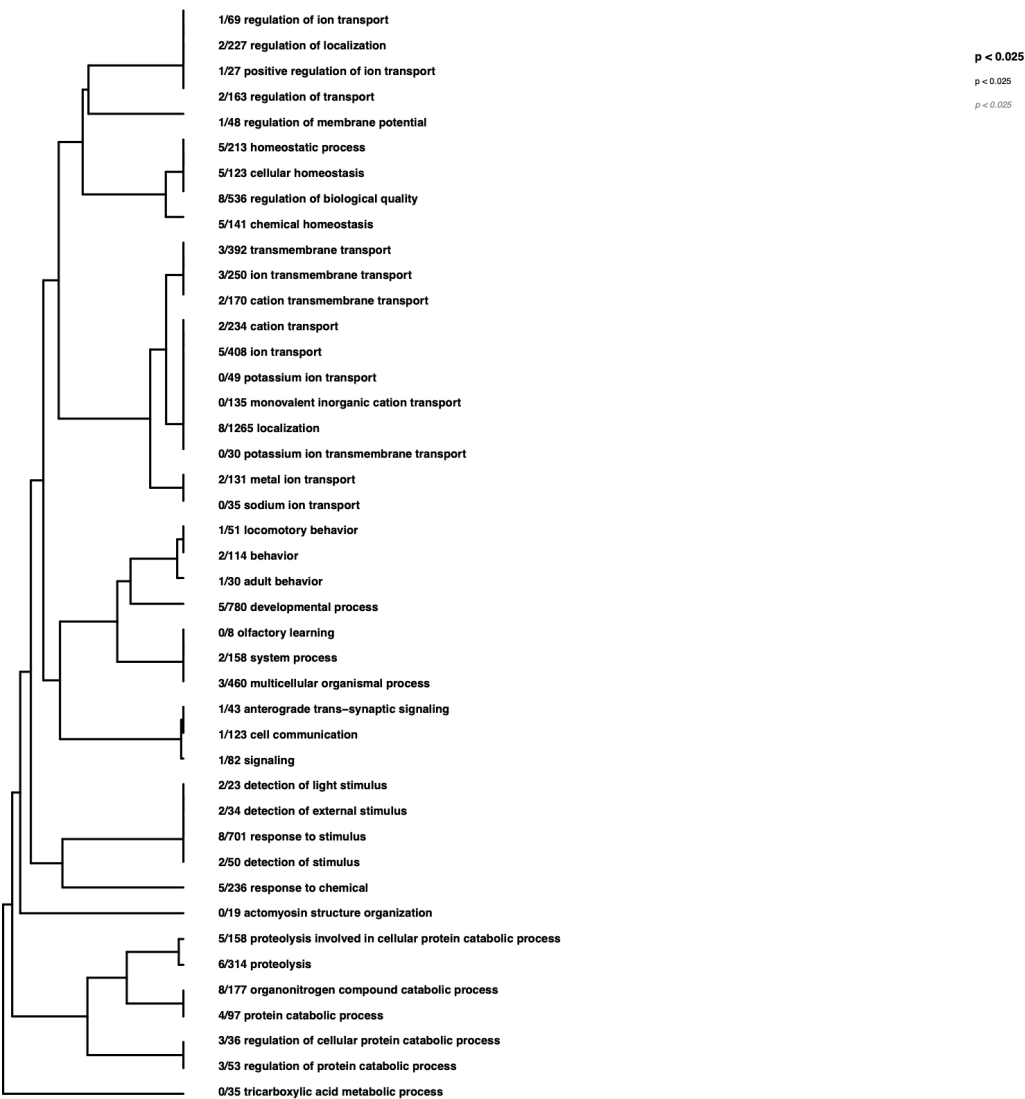 1/69 regulation of ion transport
2/227 regulation of localization
1/27 positive regulation of ion transport
2/163 regulation of transport
1/48 regulation of membrane potential
5/213 homeostatic process
5/123 cellular homeostasis
8/536 regulation of biological quality
5/141 chemical homeostasis
3/392 transmembrane transport
3/250 ion transmembrane transport
2/170 cation transmembrane transport
2/234 cation transport
5/408 ion transport
0/49 potassium ion transport
0/135 monovalent inorganic cation transport
8/1265 localization
0/30 potassium ion transmembrane transport
2/131 metal ion transport
0/35 sodium ion transport
1/51 locomotory behavior
2/114 behavior
1/30 adult behavior
5/780 developmental process
0/8 olfactory learning
2/158 system process
3/460 multicellular organismal process
1/43 anterograde trans−synaptic signaling
1/123 cell communication
1/82 signaling
2/23 detection of light stimulus
2/34 detection of external stimulus
8/701 response to stimulus
2/50 detection of stimulus
5/236 response to chemical
0/19 actomyosin structure organization
5/158 proteolysis involved in cellular protein catabolic process
6/314 proteolysis
8/177 organonitrogen compound catabolic process
4/97 protein catabolic process
3/36 regulation of cellular protein catabolic process
3/53 regulation of protein catabolic process
0/35 tricarboxylic acid metabolic process
p < 0.025
p < 0.025
p < 0.025